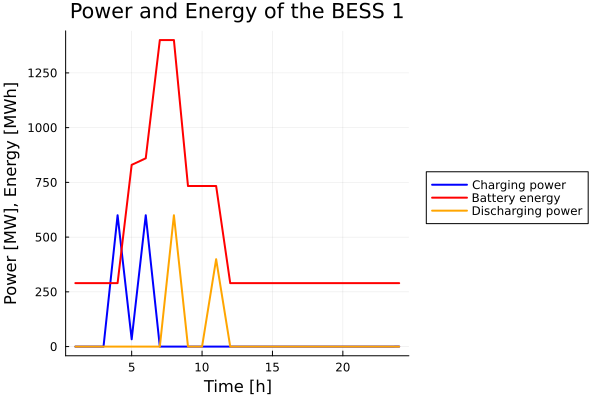 Power and Energy of the BESS 1
Power [MW], Energy [MWh]
1250
1000
750
500
250
0
5
10
15
20
Time [h]
Charging power
Battery energy
Discharging power